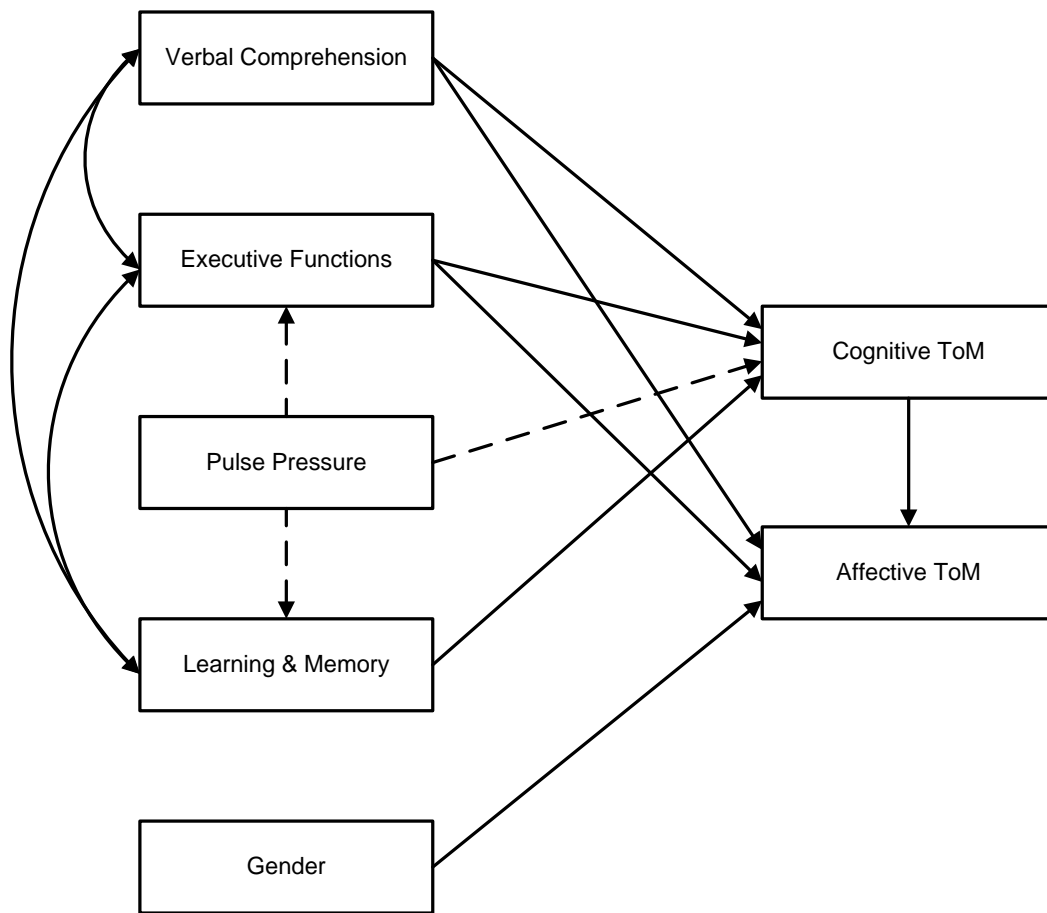 Verbal Comprehension
Executive Functions
Cognitive ToM
Pulse Pressure
Affective ToM
Learning & Memory
Gender